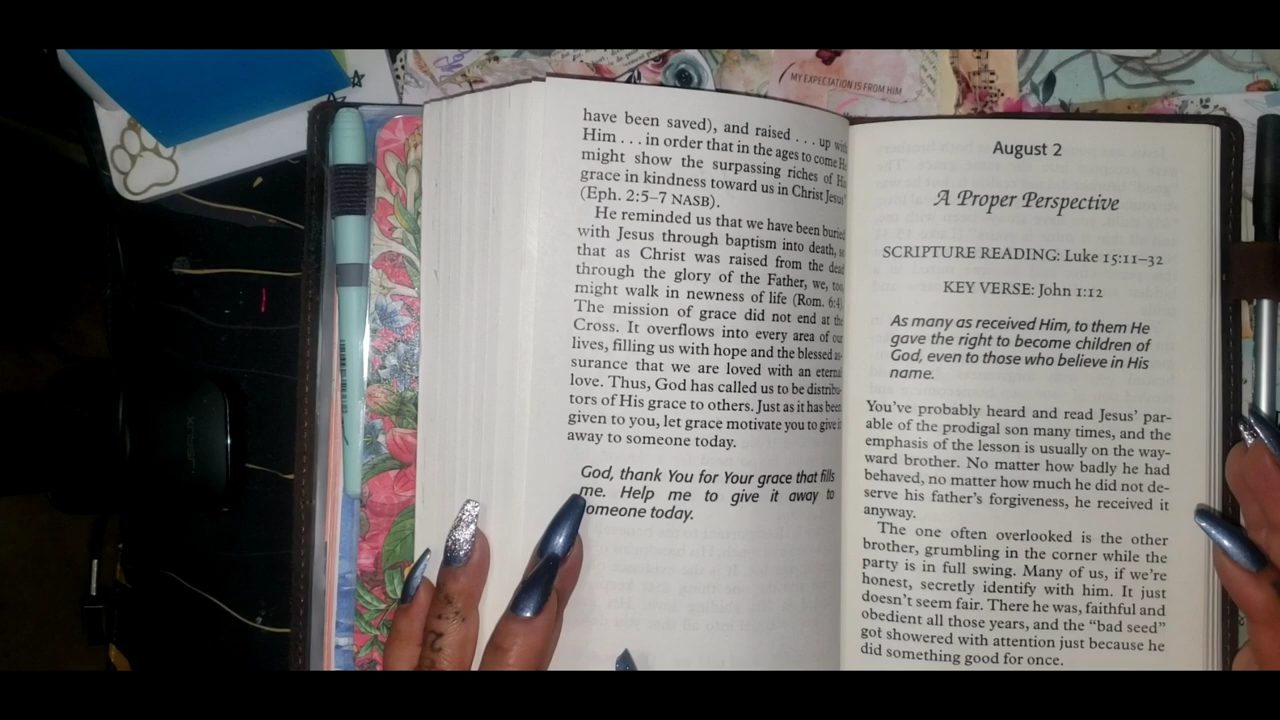 MY EXPECTATION IS FROM HIM
have been saved), and raised . . . up with
Him . . . in order that in the ages to come He
might show the surpassing riches of His
grace in kindness toward us in Christ Jesus"
(Eph. 2:5–7 NASB).
He reminded us that we have been buried
with Jesus through baptism into death,
that as Christ was raised from the dead
through the glory of the Father, we, too,
might walk in newness of life (Rom. 6:4).
The mission of grace did not end at the
Cross. It overflows into every area of our
lives, filling us with hope and the blessed as-
surance that we are loved with an eternal
love. Thus, God has called us to be distribu-
tors of His grace to others. Just as it has been
given to you, let grace motivate you to give it
away to someone today.
God, thank You for Your grace that fills
me. Help me to give it away to
someone today.
August 2
A Proper Perspective
SCRIPTURE READING: Luke 15:11–32
KEY VERSE: John 1:12
As many as received Him, to them He
gave the right to become children of
God, even to those who believe in His
name.
You've probably heard and read Jesus' par-
able of the prodigal son many times, and the
emphasis of the lesson is usually on the way-
ward brother. No matter how badly he had
behaved, no matter how much he did not de-
serve his father's forgiveness, he received it
anyway.
The one often overlooked is the other
brother, grumbling in the corner while the
party is in full swing. Many of us, if we're
honest, secretly identify with him. It just
doesn't seem fair. There he was, faithful and
obedient all those years, and the "bad seed"
got showered with attention just because he
did something good for once.